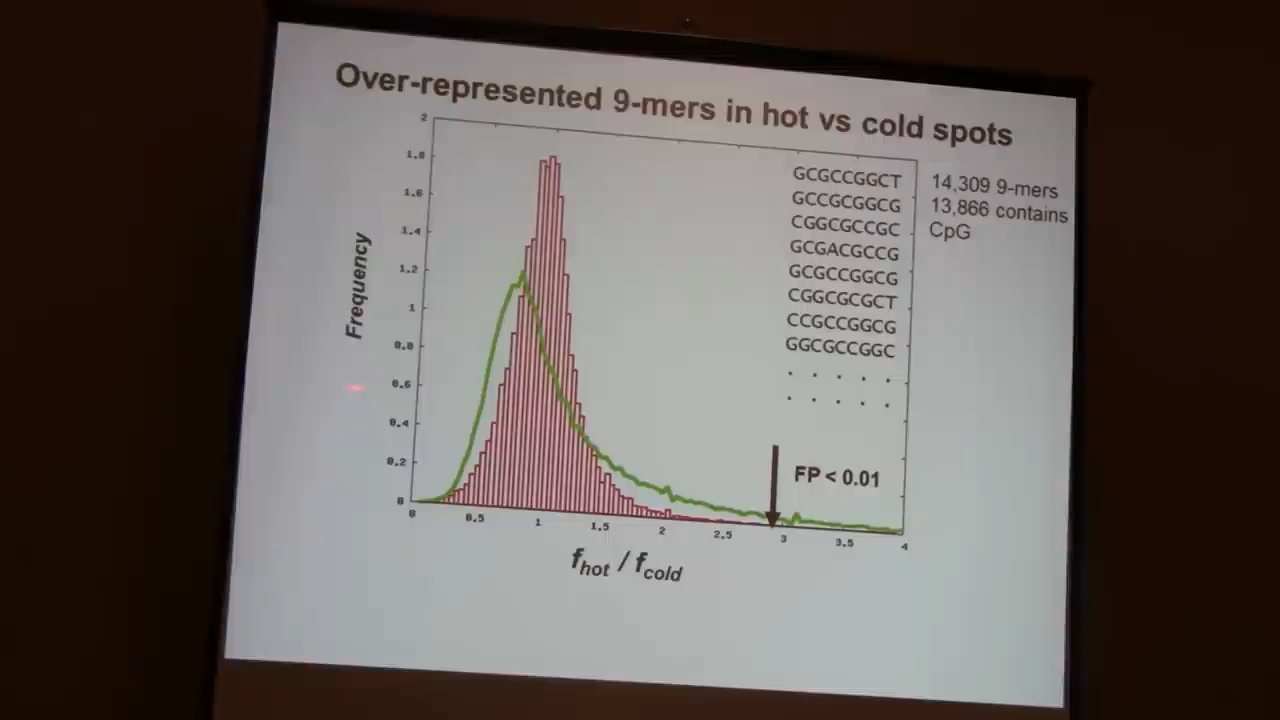 Over-represented 9-mers in hot vs cold spots
2
1.8
1.6
1.4
1.2
1
0.8
0.6
0.4
0.2
0
Frequency
0 0.5 1 1.5 2 2.5 3 3.5 4
f hot / f cold
GCGCCGGCT
GCCGCGGCG
CGGCGCCGC
GCGACGCCG
GCGCCGGCG
CGGCGCGCT
CCGCCGGCG
GGCGCCGGC
. . . . .
. . . . .
FP < 0.01
14,309 9-mers
13,866 contains
CpG